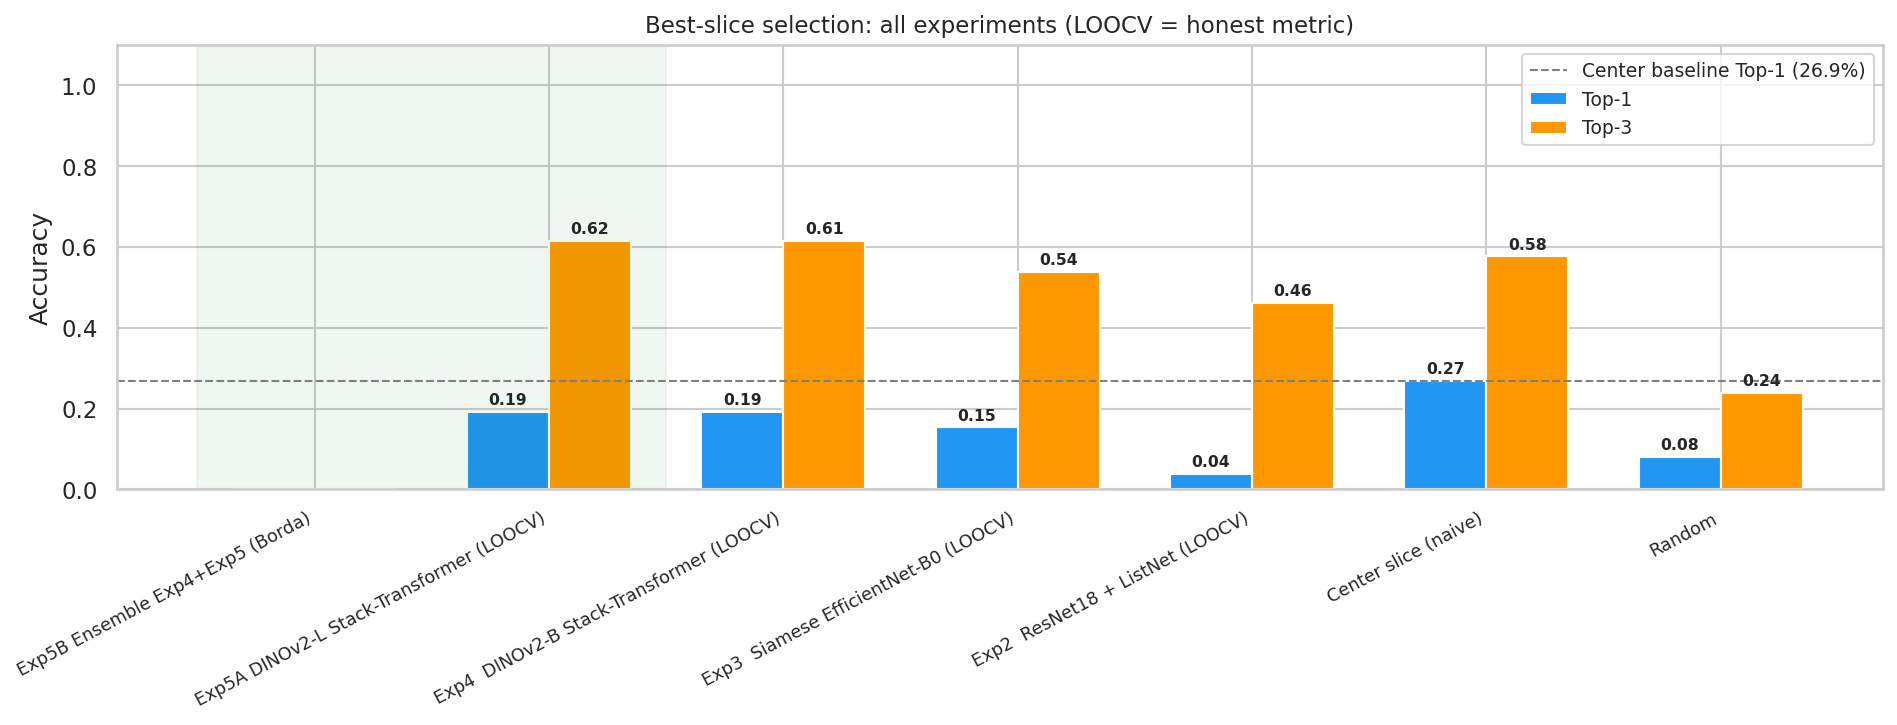 Best-slice selection: all experiments (LOOCV = honest metric)
Center baseline Top-1 (26.9%)
Top-1
Top-3
Accuracy
1.0
0.8
0.6
0.4
0.2
0.0
0.19
0.62
0.19
0.61
0.15
0.54
0.04
0.46
0.27
0.58
0.08
0.24
Exp5B Ensemble Exp4+Exp5 (Borda)
Exp5A DINOv2-L Stack-Transformer (LOOCV)
Exp4  DINOv2-B Stack-Transformer (LOOCV)
Exp3  Siamese EfficientNet-B0 (LOOCV)
Exp2  ResNet18 + ListNet (LOOCV)
Center slice (naive)
Random